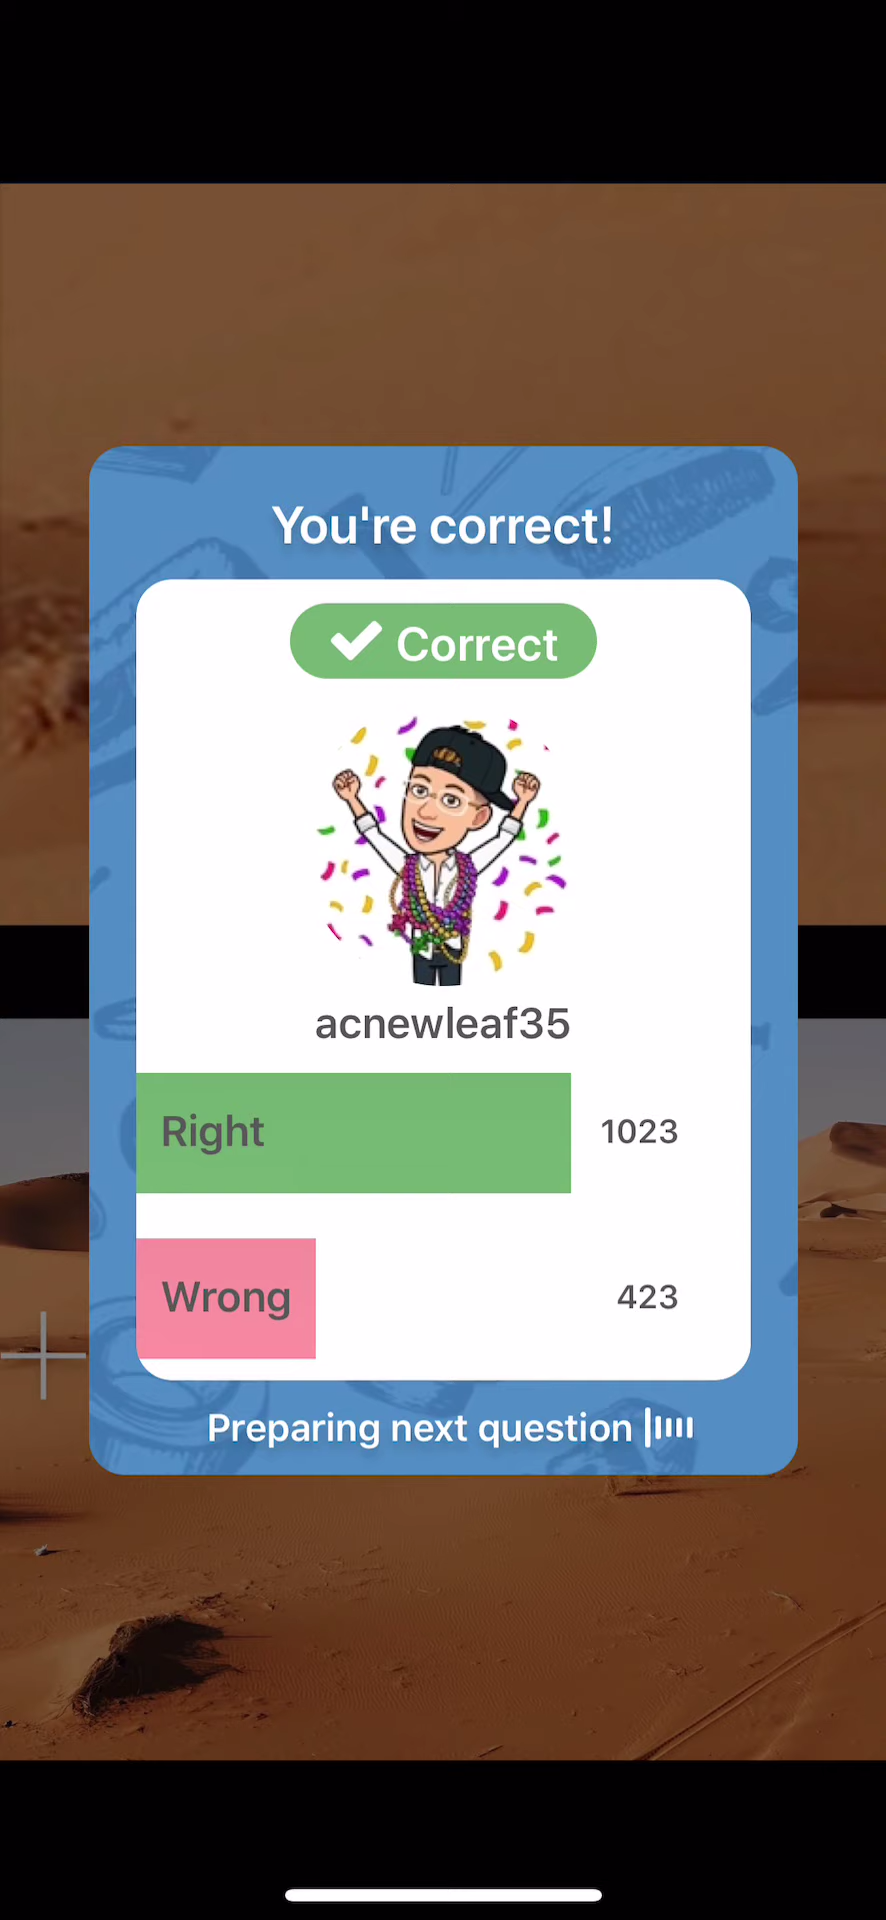 You're correct!
Correct
acnewleaf35
Right 1023
Wrong 423
Preparing next question